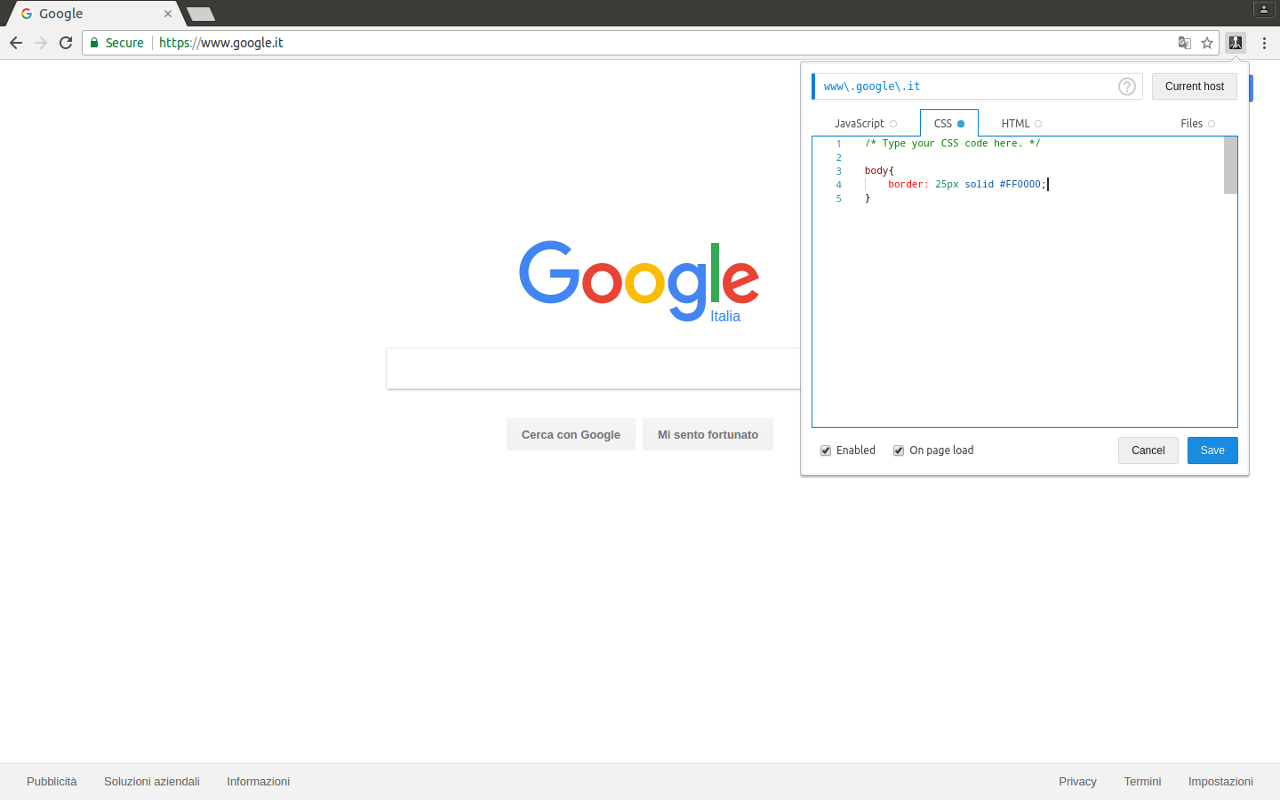 Google
Secure https://www.google.it
www\.google\.it ? Current host
JavaScript CSS HTML Files
1 /* Type your CSS code here. */
2
3 body{
4 border: 25px solid #FF0000;
5 }
Google
Italia
Cerca con Google Mi sento fortunato
Enabled On page load Cancel Save
Pubblicità Soluzioni aziendali Informazioni Privacy Termini Impostazioni